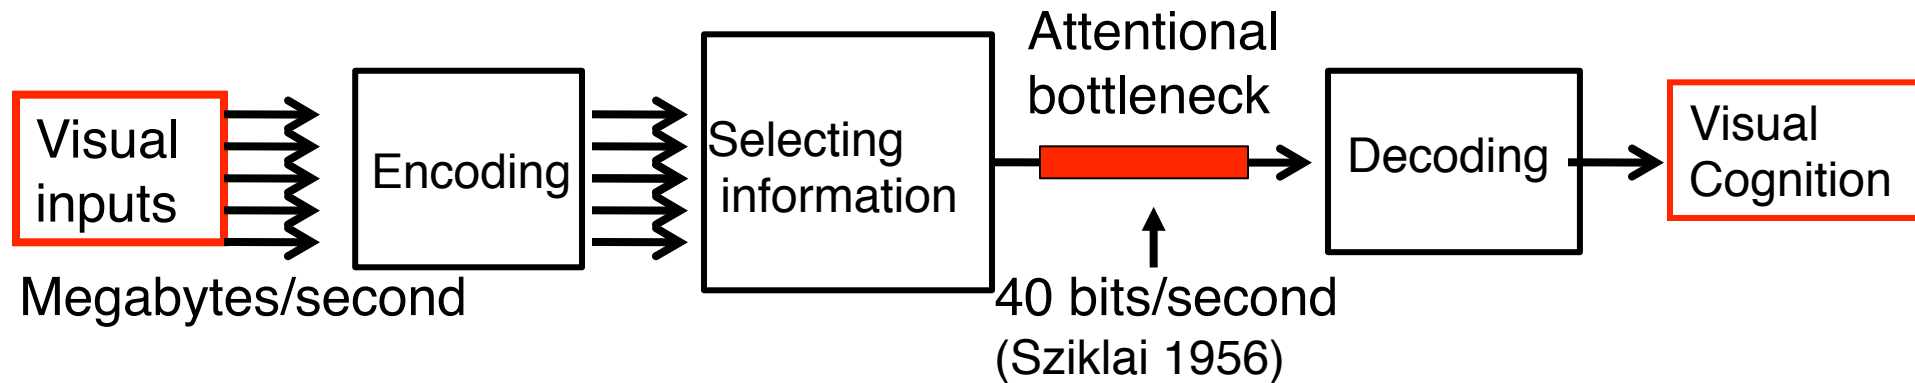 Visual
inputs
Megabytes/second
Encoding
Selecting
information
Attentional
bottleneck
40 bits/second
(Sziklai 1956)
Decoding
Visual
Cognition